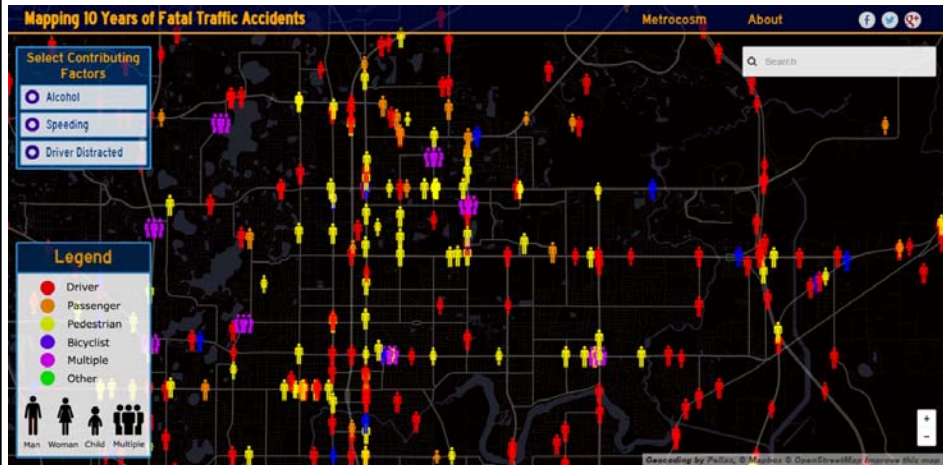 Mapping 10 Years of Fatal Traffic Accidents
Metrocosm
About
f
g+
Search
Select Contributing
Factors
Alcohol
Speeding
Driver Distracted
Legend
Driver
Passenger
Pedestrian
Bicyclist
Multiple
Other
Man Woman Child Multiple
+
-
Geocoding by Pelias, © Mapbox © OpenStreetMap Improve this map